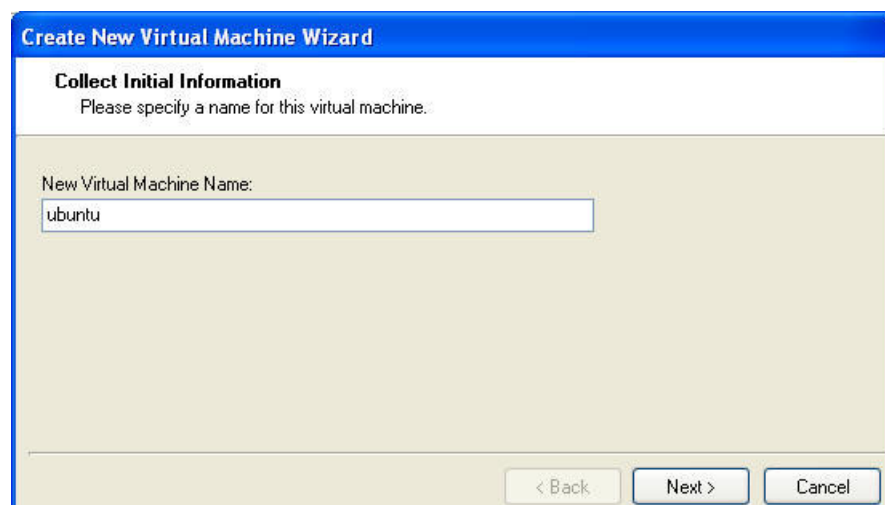 Create New Virtual Machine Wizard
Collect Initial Information
Please specify a name for this virtual machine.
New Virtual Machine Name:
ubuntu
< Back
Next >
Cancel